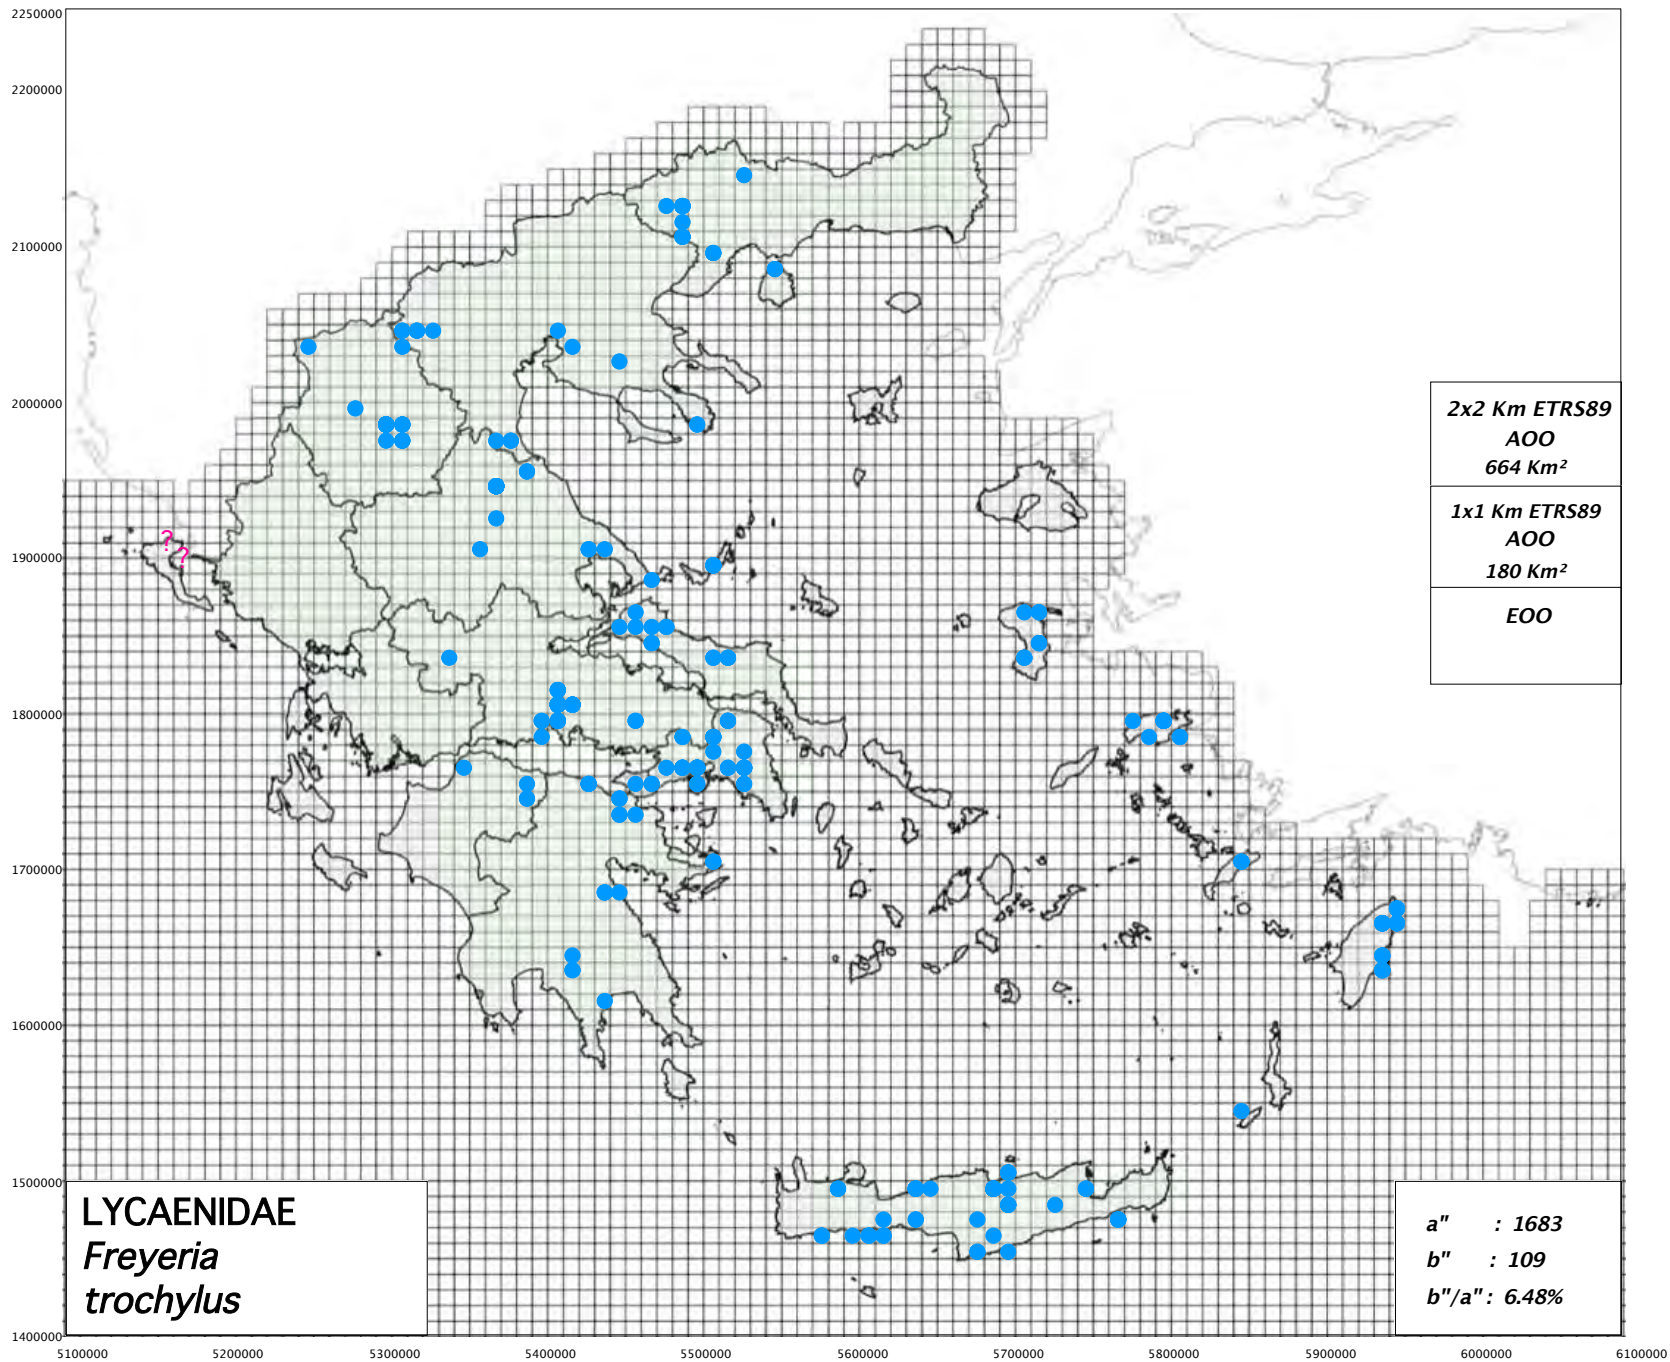 2250000
2200000
2100000
2000000
1900000
1800000
1700000
1600000
1500000
1400000
2x2 Km ETRS89
AOO
664 Km²
1x1 Km ETRS89
AOO
180 Km²
EOO
?
?
LYCAENIDAE
Freyeria
trochylus
a" : 1683
b" : 109
b"/a" : 6.48%
5100000 5200000 5300000 5400000 5500000 5600000 5700000 5800000 5900000 6000000 6100000